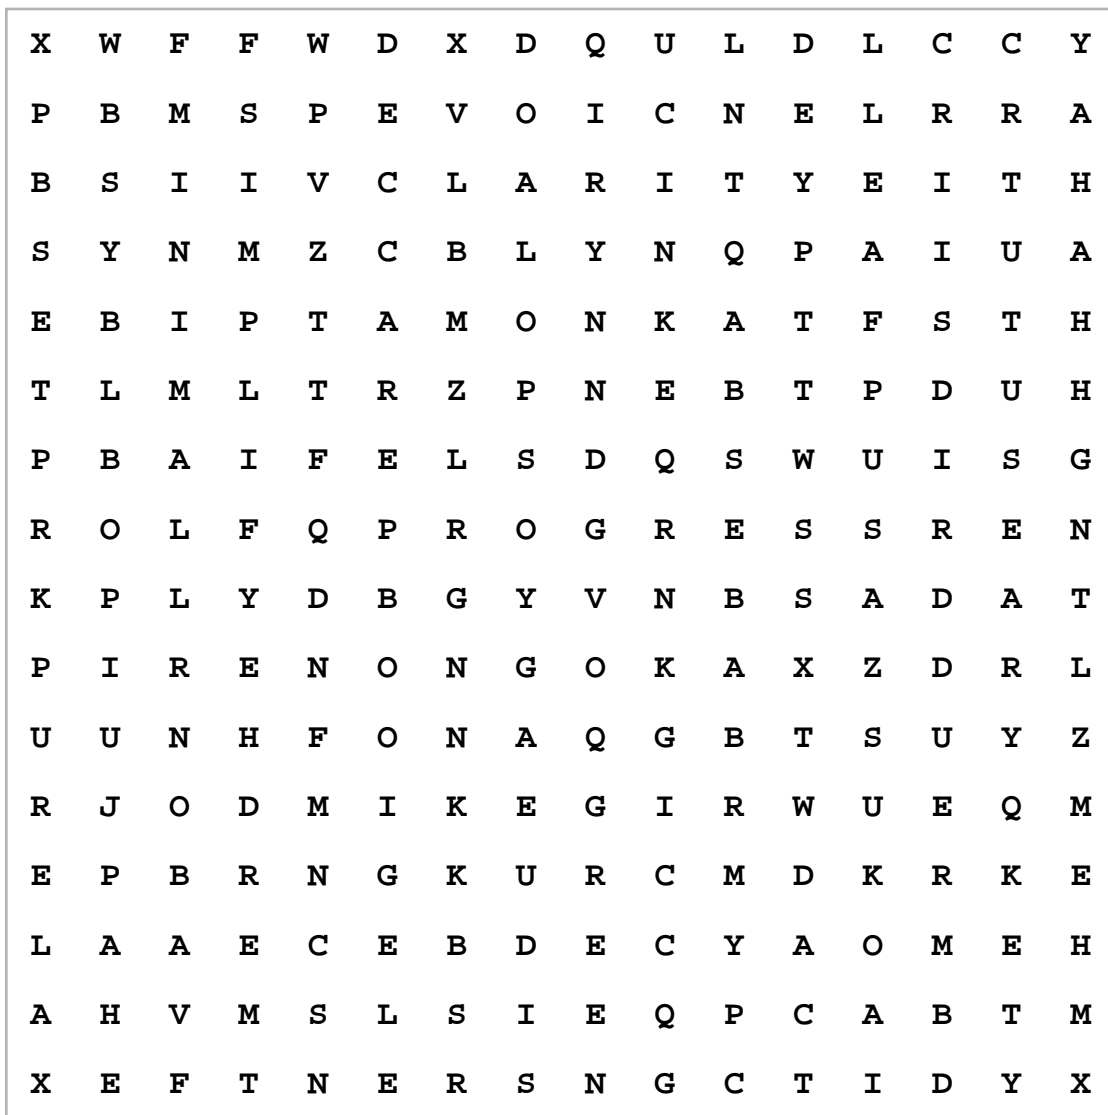 X W F F W D X D Q U L D L C C Y
P B M S P E V O I C N E L R R A
B S I I V C L A R I T Y E I T H
S Y N M Z C B L Y N Q P A I U A
E B I P T A M O N K A T F S T H
T L M L T R Z P N E B T P D U H
P B A I F E L S D Q S W U I S G
R O L F Q P R O G R E S S R E N
K P L Y D B G Y V N B S A D A T
P I R E N O N G O K A X Z D R L
U U N H F O N A Q G B T S U Y Z
R J O D M I K E G I R W U E Q M
E P B R N G K U R C M D K R K E
L A A E C E B D E C Y A O M E H
A H V M S L S I E Q P C A B T M
X E F T N E R S N G C T I D Y X